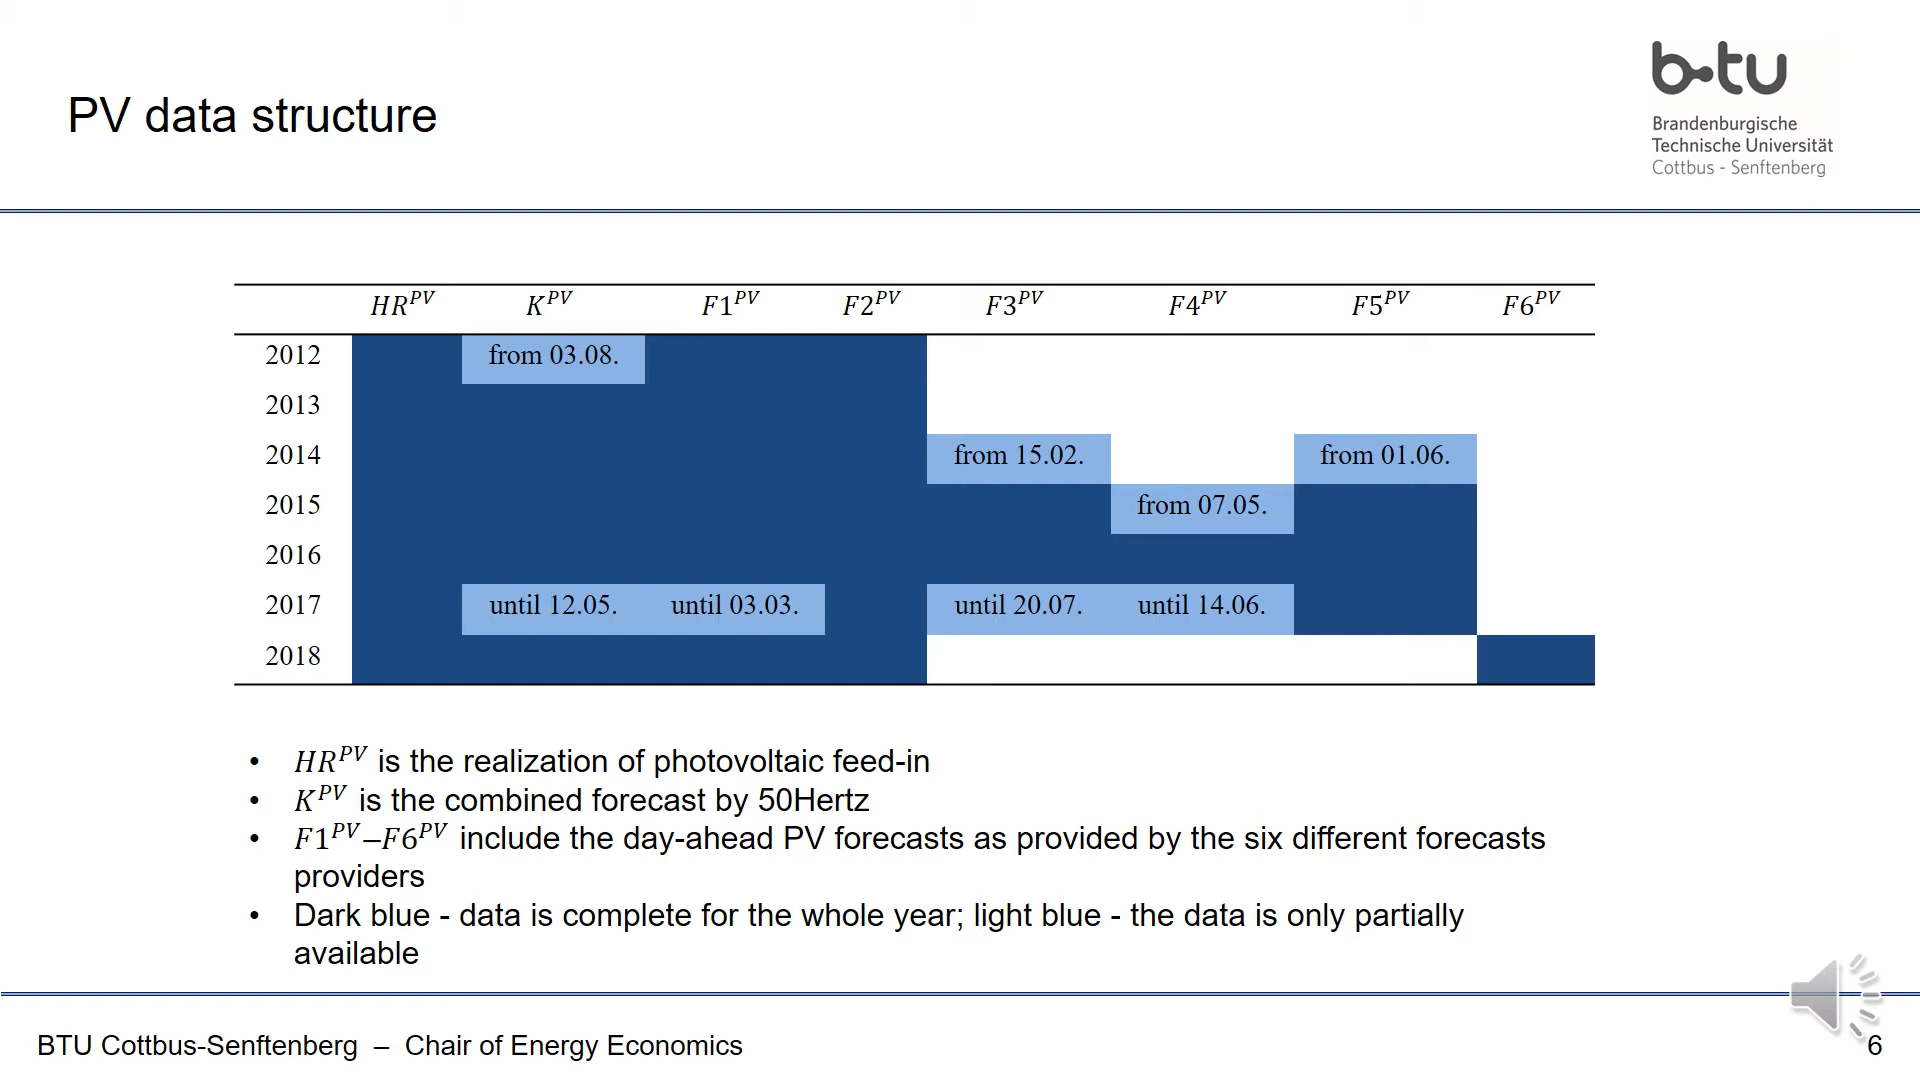 b-tu
PV data structure
Brandenburgische
Technische Universität
Cottbus - Senftenberg
HR^PV K^PV F1^PV F2^PV F3^PV F4^PV F5^PV F6^PV
2012 from 03.08.
2013
2014 from 15.02. from 01.06.
2015 from 07.05.
2016
2017 until 12.05. until 03.03. until 20.07. until 14.06.
2018
• HR^PV is the realization of photovoltaic feed-in
• K^PV is the combined forecast by 50Hertz
• F1^PV–F6^PV include the day-ahead PV forecasts as provided by the six different forecasts
providers
• Dark blue - data is complete for the whole year; light blue - the data is only partially
available
BTU Cottbus-Senftenberg – Chair of Energy Economics
6